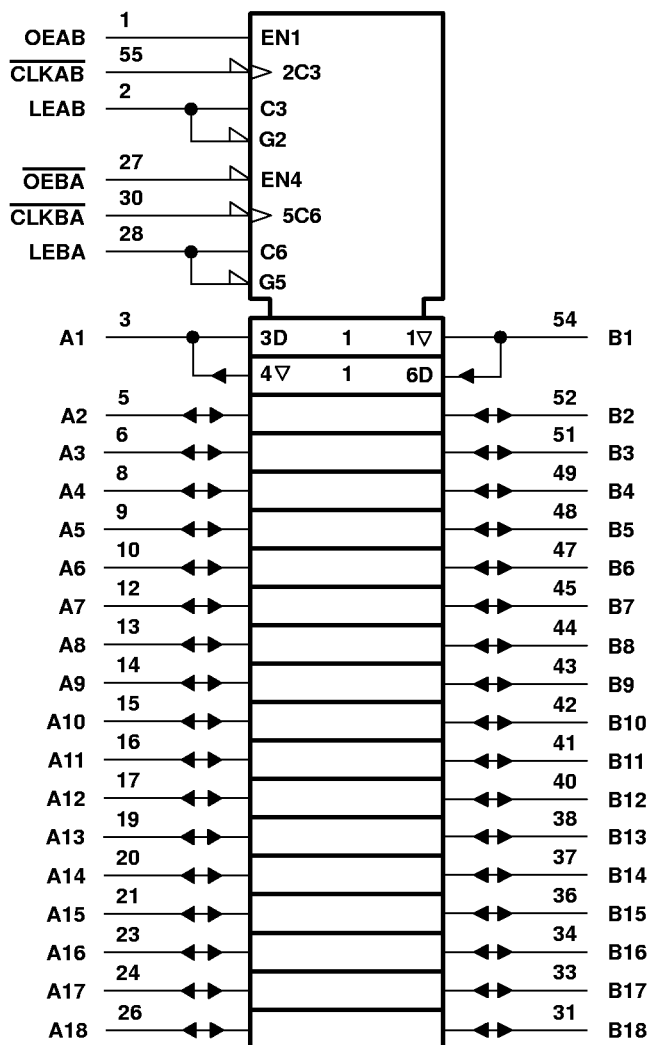 1
OEAB EN1
55
CLKAB 2C3
2
LEAB C3
G2
27
OEBA EN4
30
CLKBA 5C6
28
LEBA C6
G5
3 54
A1 3D 1 1▽ B1
4▽ 1 6D
5 52
A2 B2
6 51
A3 B3
8 49
A4 B4
9 48
A5 B5
10 47
A6 B6
12 45
A7 B7
13 44
A8 B8
14 43
A9 B9
15 42
A10 B10
16 41
A11 B11
17 40
A12 B12
19 38
A13 B13
20 37
A14 B14
21 36
A15 B15
23 34
A16 B16
24 33
A17 B17
26 31
A18 B18